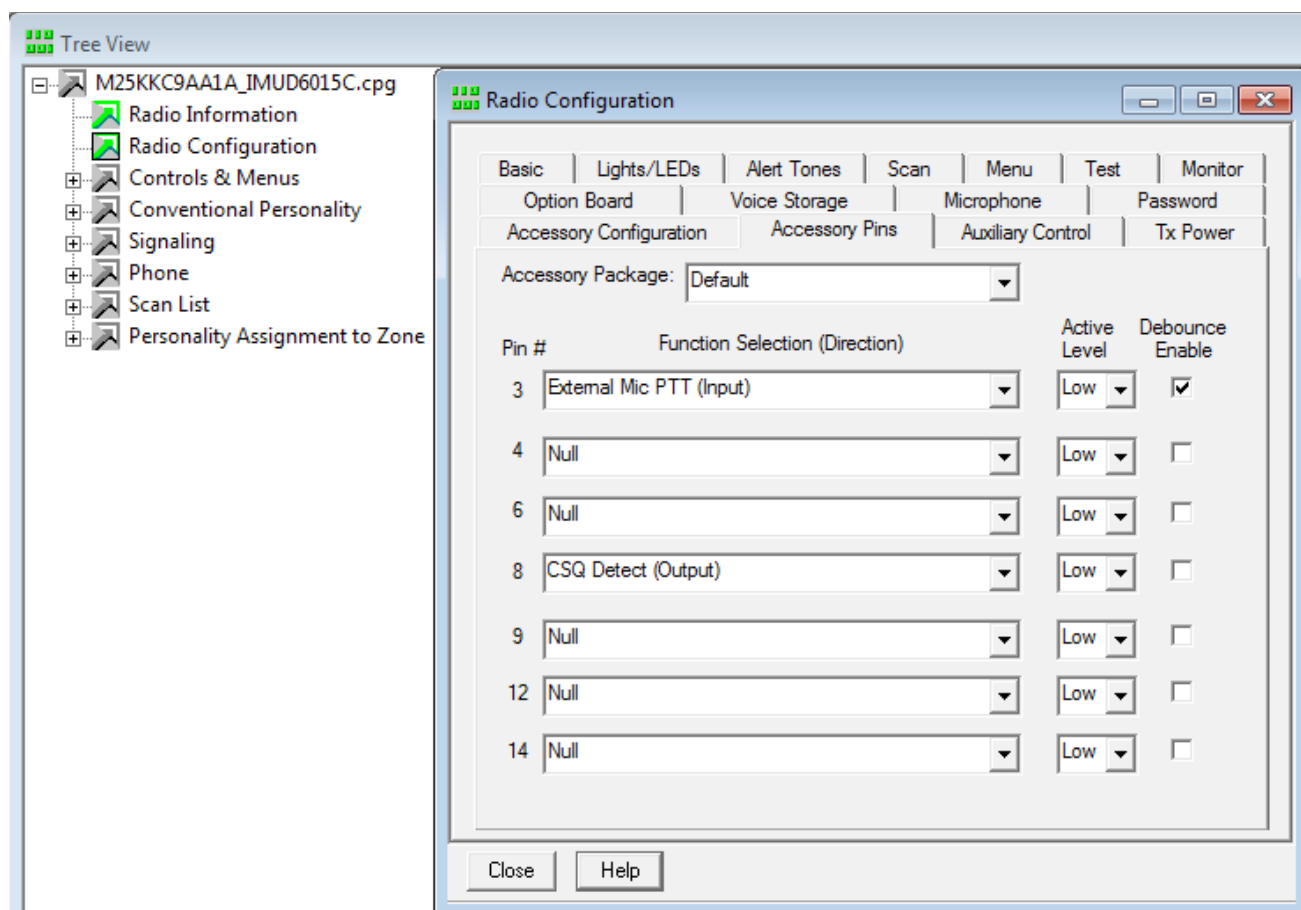 Tree View
M25KKC9AA1A_IMUD6015C.cpg
Radio Information
Radio Configuration
Controls & Menus
Conventional Personality
Signaling
Phone
Scan List
Personality Assignment to Zone
Radio Configuration
Basic Lights/LEDs Alert Tones Scan Menu Test Monitor
Option Board Voice Storage Microphone Password
Accessory Configuration Accessory Pins Auxiliary Control Tx Power
Accessory Package: Default
Pin # Function Selection (Direction) Active Level Debounce Enable
3 External Mic PTT (Input) Low
4 Null Low
6 Null Low
8 CSQ Detect (Output) Low
9 Null Low
12 Null Low
14 Null Low
Close Help